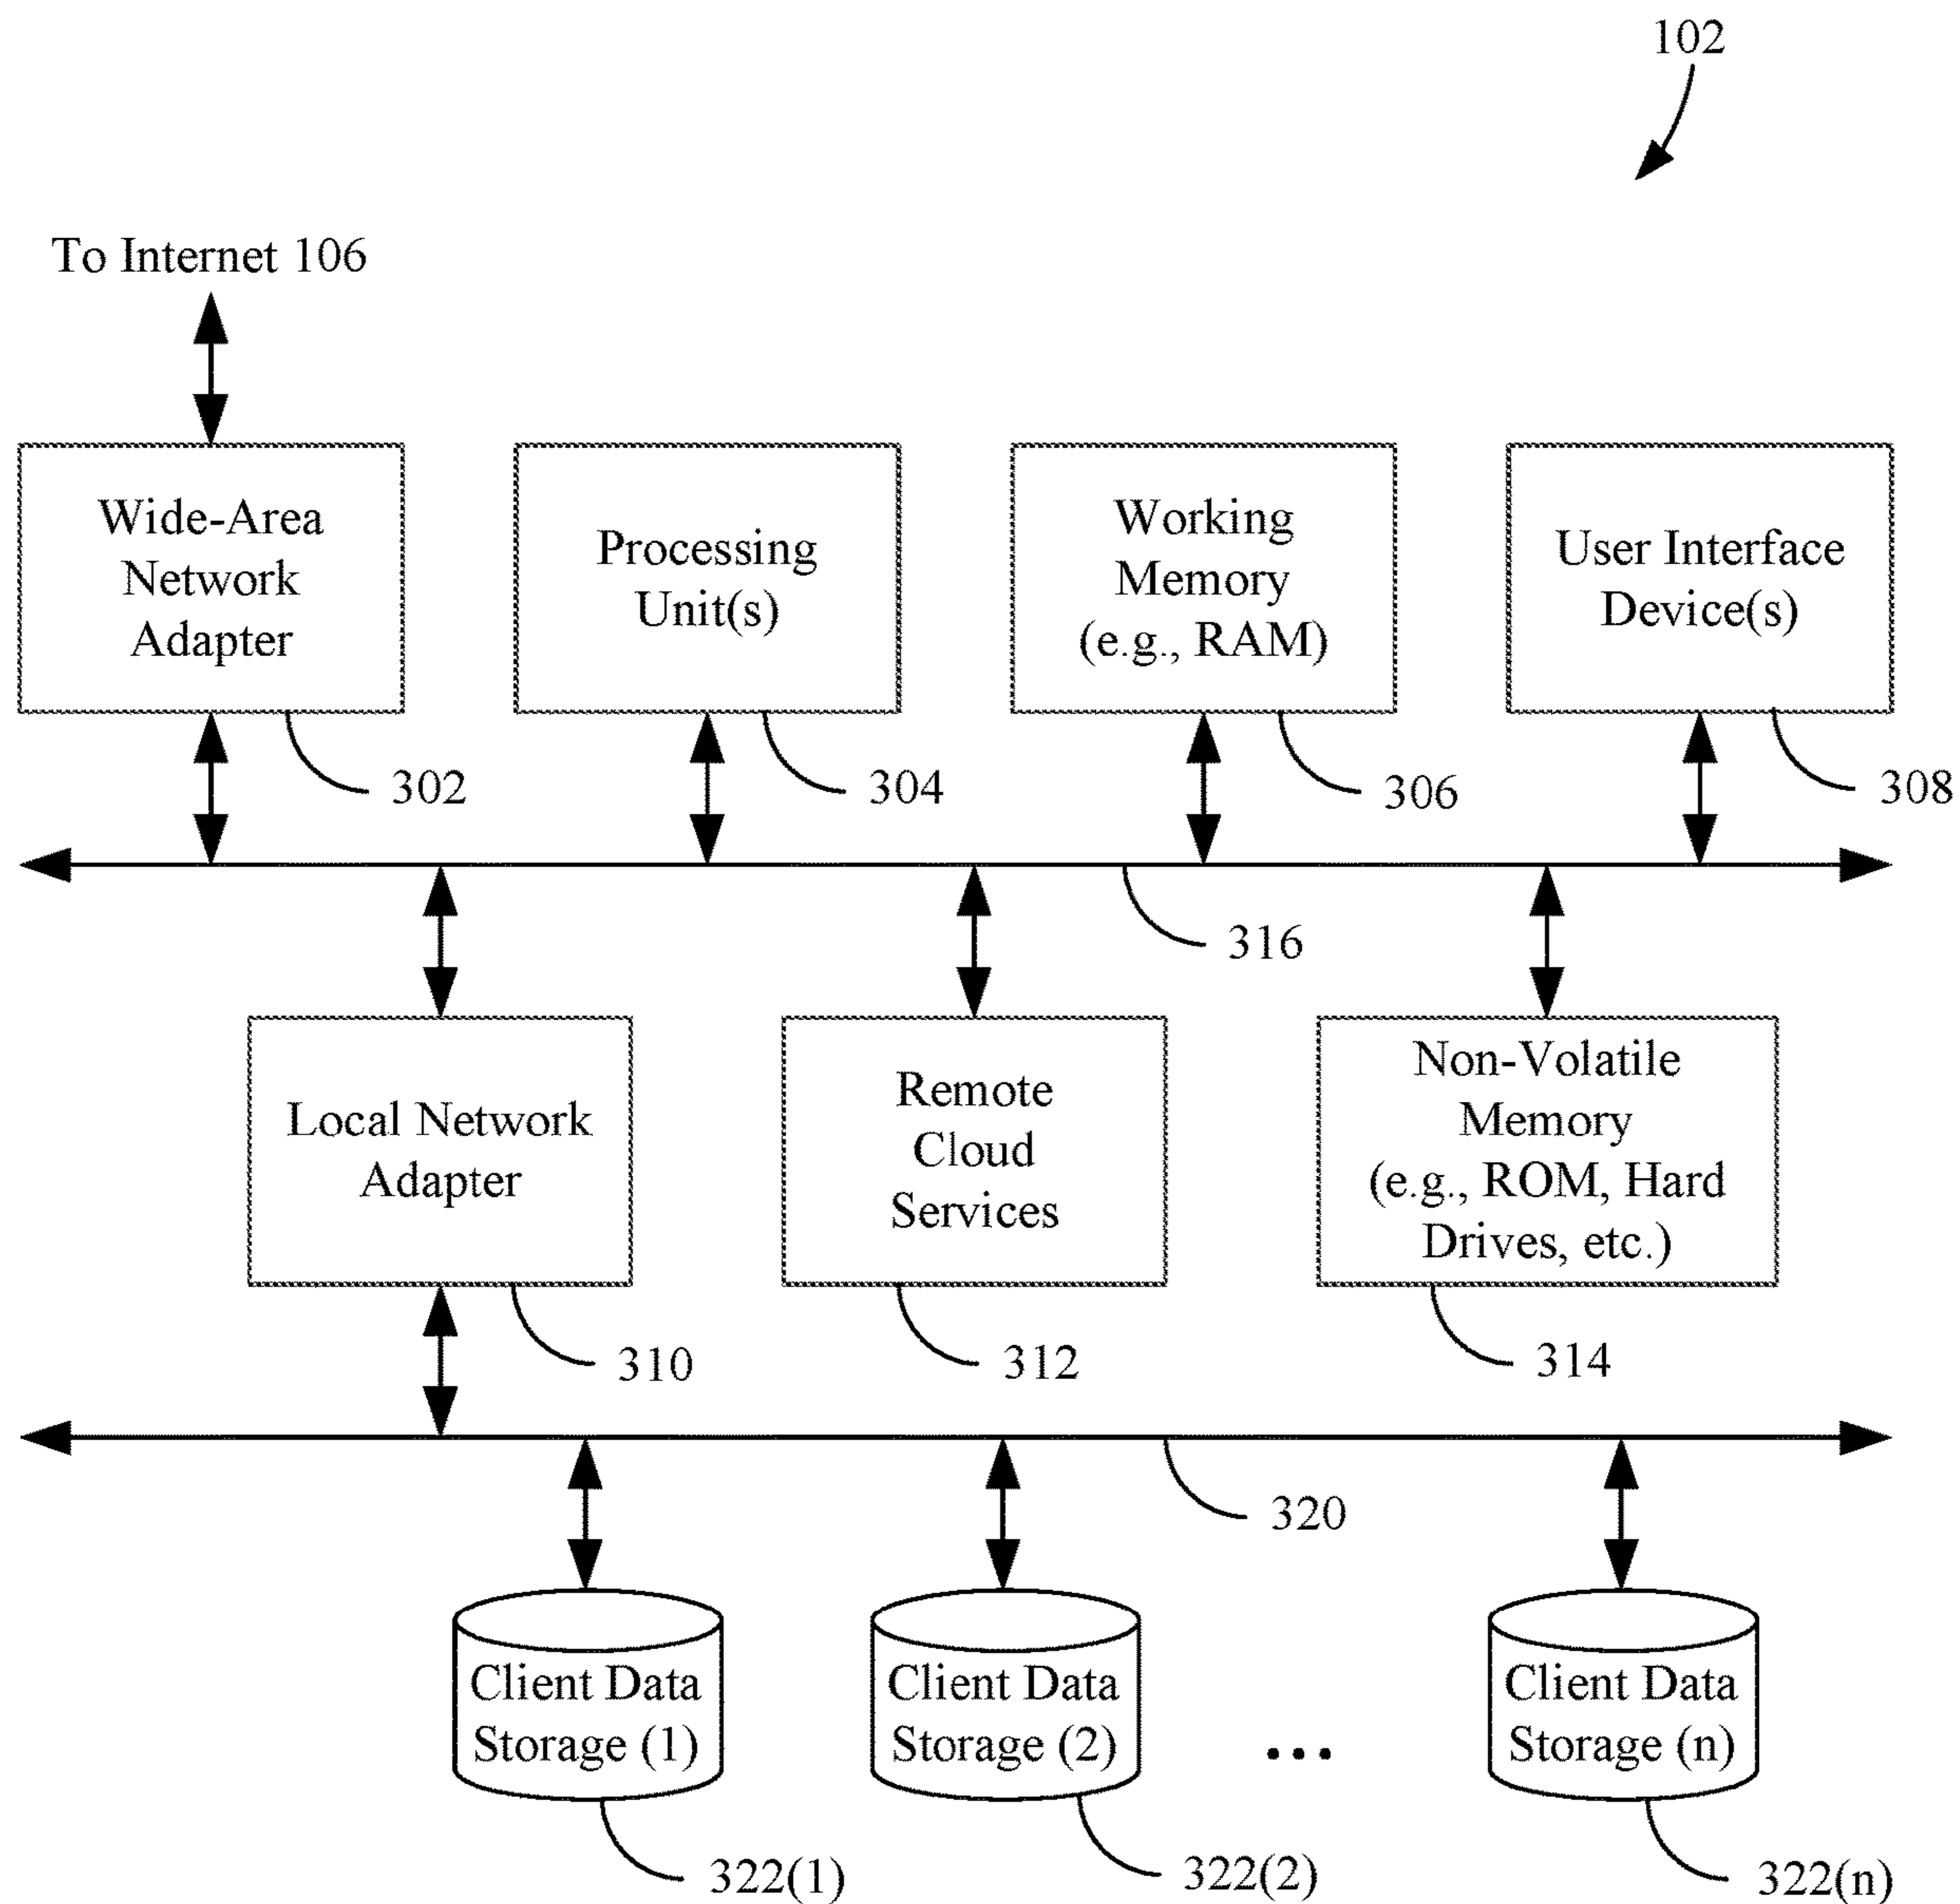 102
To Internet 106
Wide-Area
Network
Adapter
302
Processing
Unit(s)
304
Working
Memory
(e.g., RAM)
306
User Interface
Device(s)
308
316
Local Network
Adapter
310
Remote
Cloud
Services
312
Non-Volatile
Memory
(e.g., ROM, Hard
Drives, etc.)
314
320
Client Data
Storage (1)
322(1)
Client Data
Storage (2)
322(2)
...
Client Data
Storage (n)
322(n)